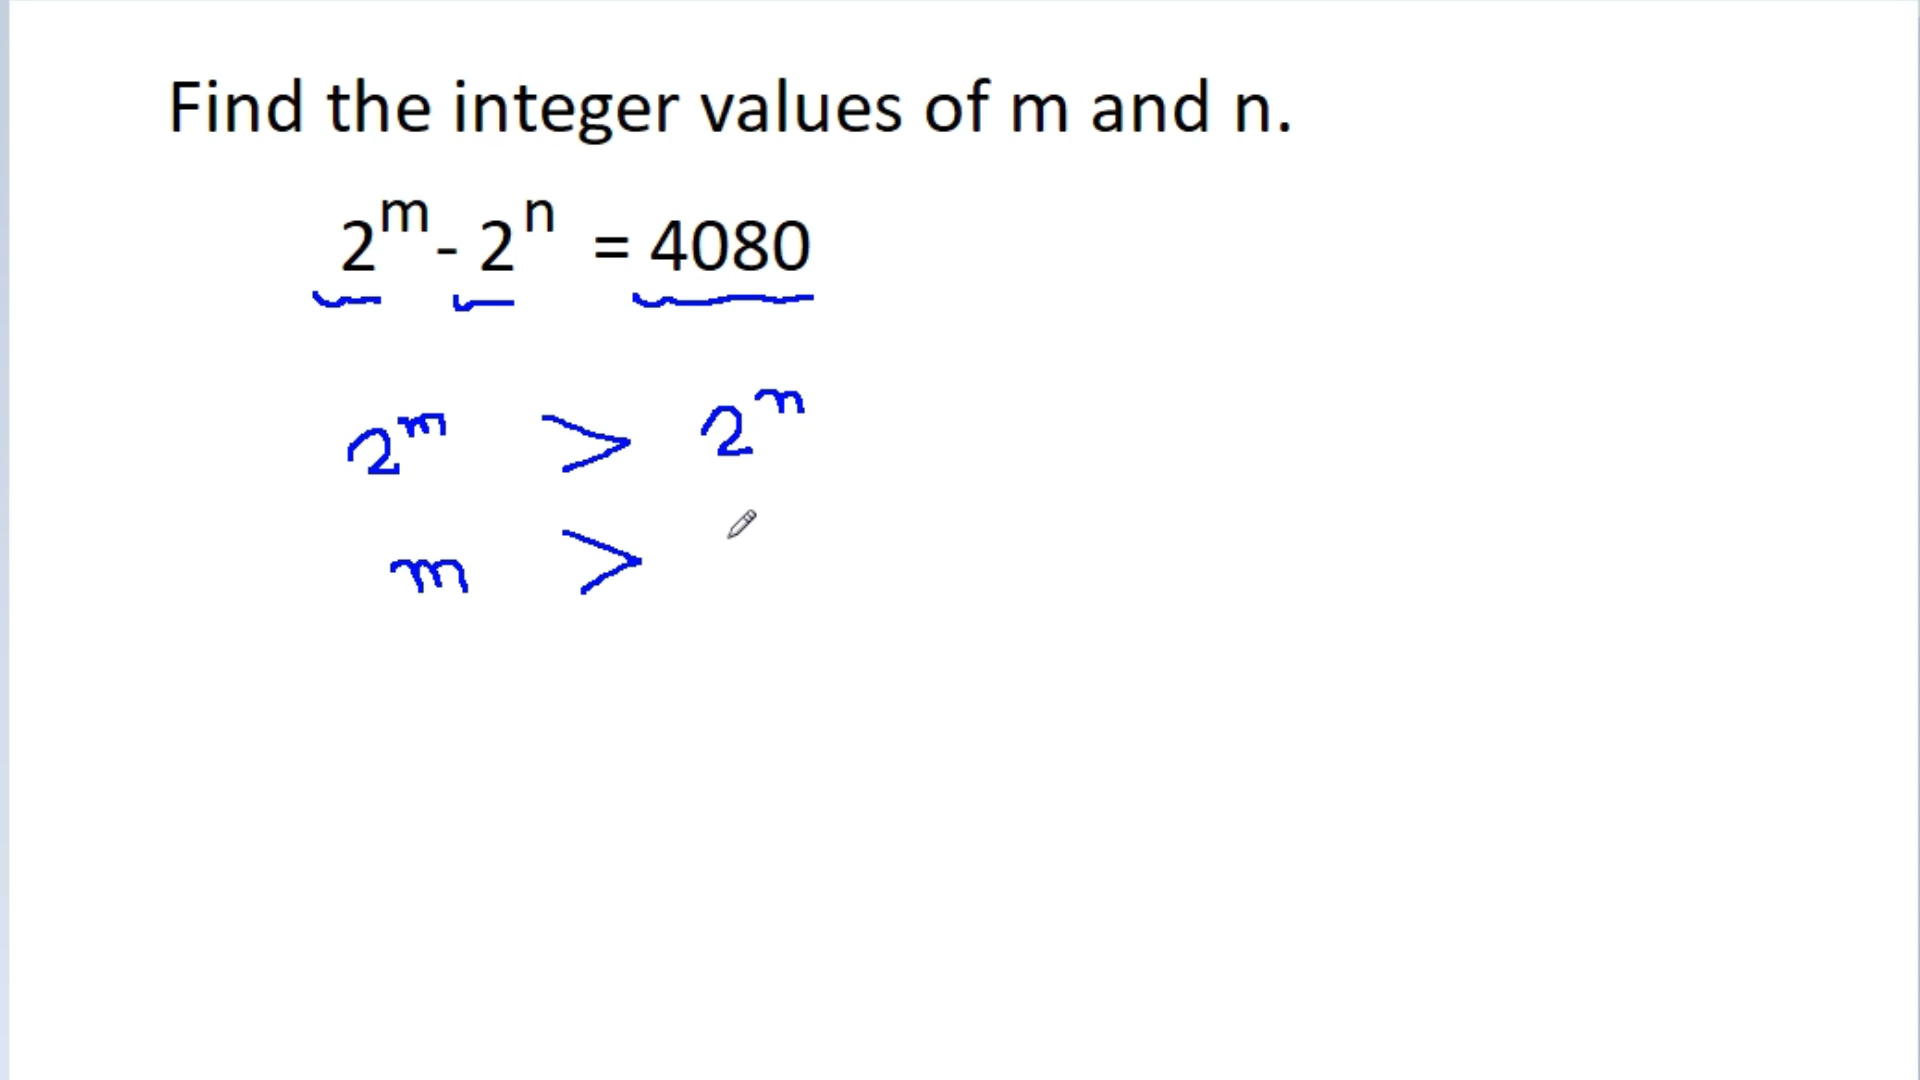 Find the integer values of m and n.
2^m - 2^n = 4080
2^m > 2^n
m >